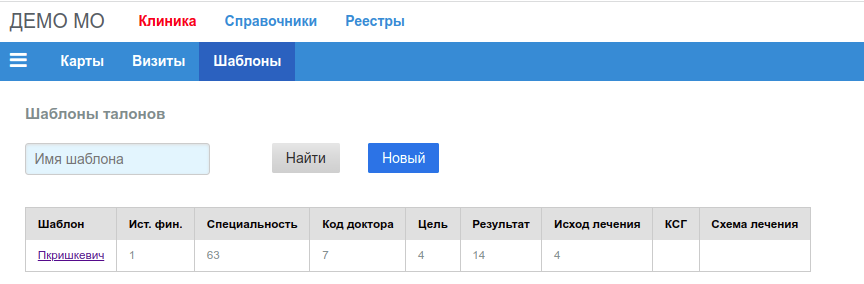 ДЕМО МО Клиника Справочники Реестры
Карты Визиты Шаблоны
Шаблоны талонов
Имя шаблона Найти Новый
Шаблон Ист. фин. Специальность Код доктора Цель Результат Исход лечения КСГ Схема лечения
Пкришкевич 1 63 7 4 14 4